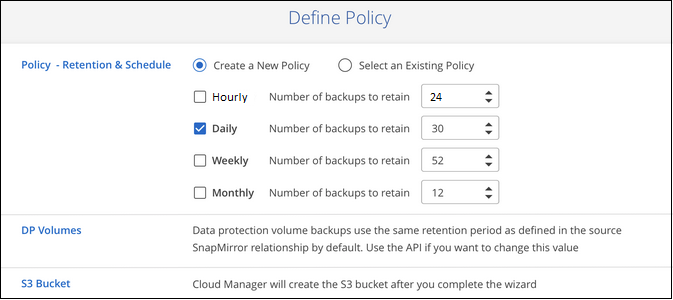 Define Policy
Policy - Retention & Schedule Create a New Policy Select an Existing Policy
Hourly Number of backups to retain 24
Daily Number of backups to retain 30
Weekly Number of backups to retain 52
Monthly Number of backups to retain 12
DP Volumes Data protection volume backups use the same retention period as defined in the source
SnapMirror relationship by default. Use the API if you want to change this value
S3 Bucket Cloud Manager will create the S3 bucket after you complete the wizard